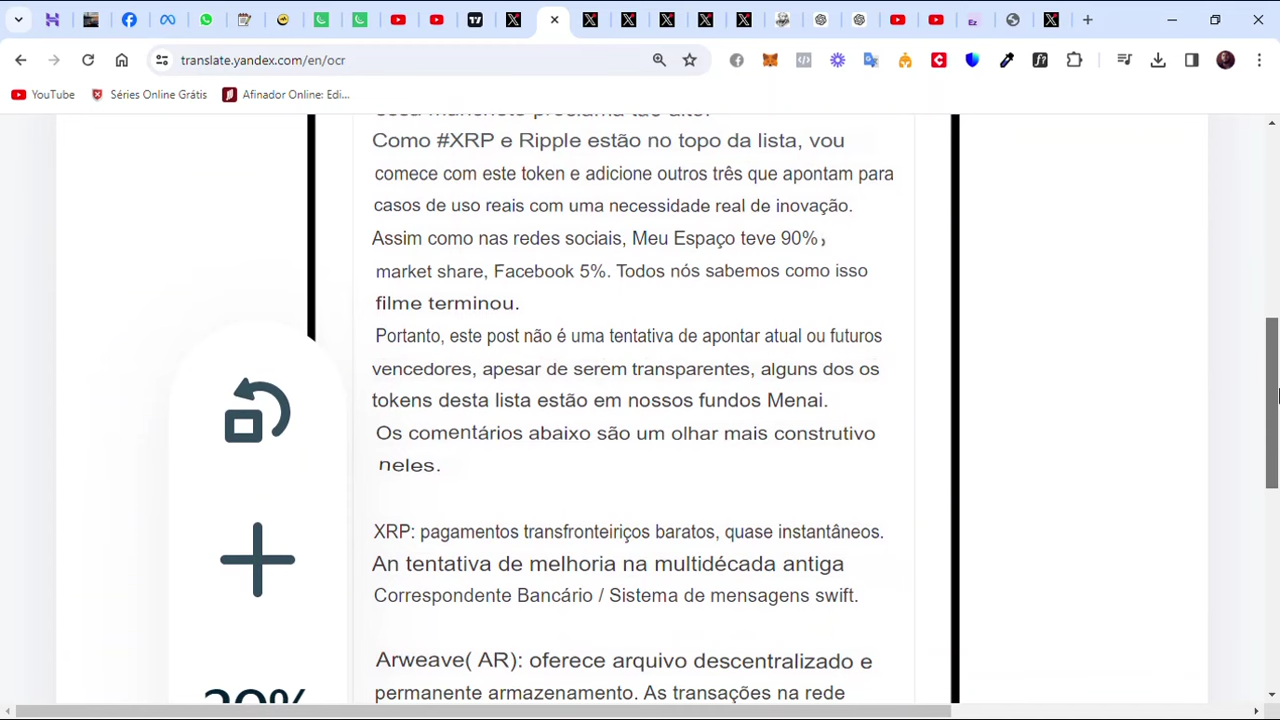 translate.yandex.com/en/ocr
YouTube
Séries Online Grátis
Afinador Online: Edi...
Como #XRP e Ripple estão no topo da lista, vou
comece com este token e adicione outros três que apontam para
casos de uso reais com uma necessidade real de inovação.
Assim como nas redes sociais, Meu Espaço teve 90%,
market share, Facebook 5%. Todos nós sabemos como isso
filme terminou.
Portanto, este post não é uma tentativa de apontar atual ou futuros
vencedores, apesar de serem transparentes, alguns dos os
tokens desta lista estão em nossos fundos Menai.
Os comentários abaixo são um olhar mais construtivo
neles.
XRP: pagamentos transfronteiriços baratos, quase instantâneos.
An tentativa de melhoria na multidécada antiga
Correspondente Bancário / Sistema de mensagens swift.
Arweave( AR): oferece arquivo descentralizado e
permanente armazenamento. As transações na rede